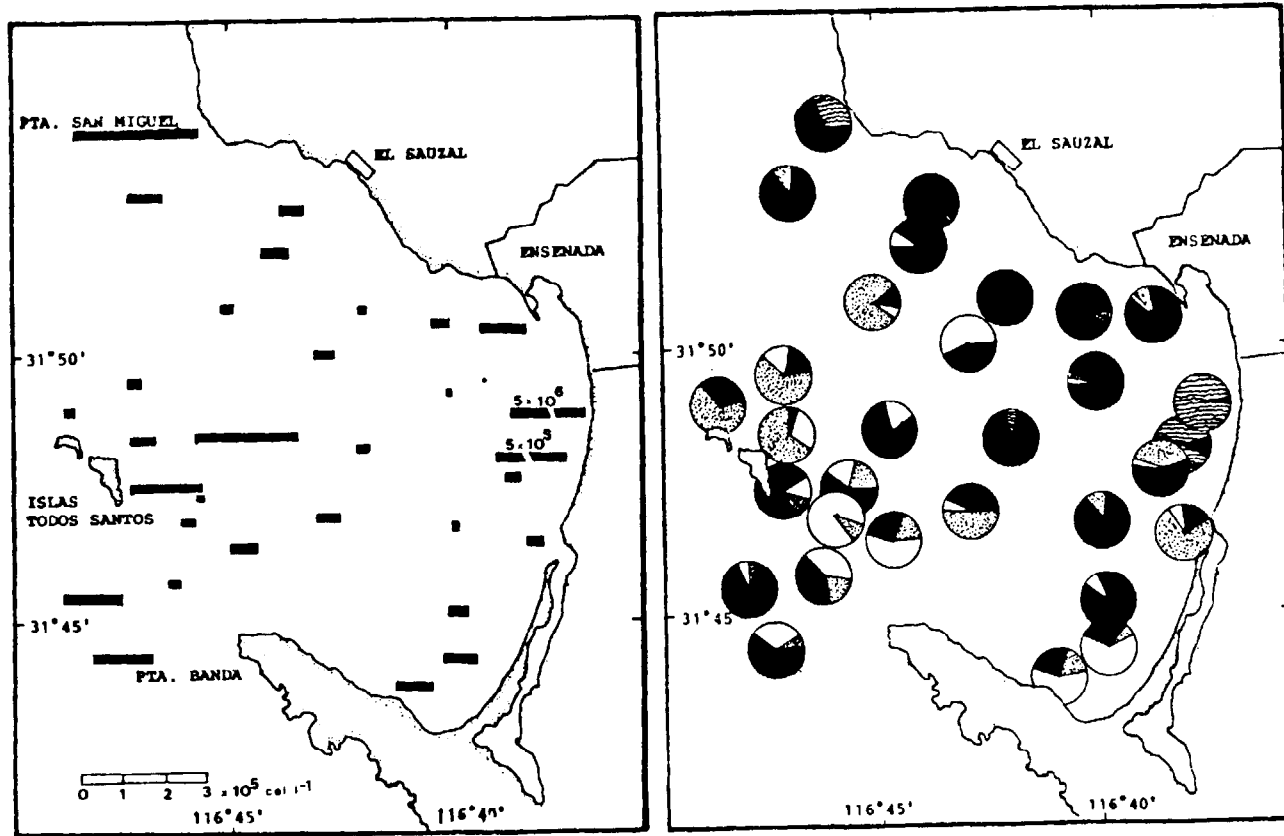 PTA. SAN MIGUEL
EL SAUZAL
ENSENADA
31°50'
5 × 10⁶
5 × 10⁵
ISLAS
TODOS SANTOS
31°45'
PTA. BANDA
0 1 2 3 × 10⁵ cel l⁻¹
116°45' 116°40'
EL SAUZAL
ENSENADA
31°50'
31°45'
116°45' 116°40'